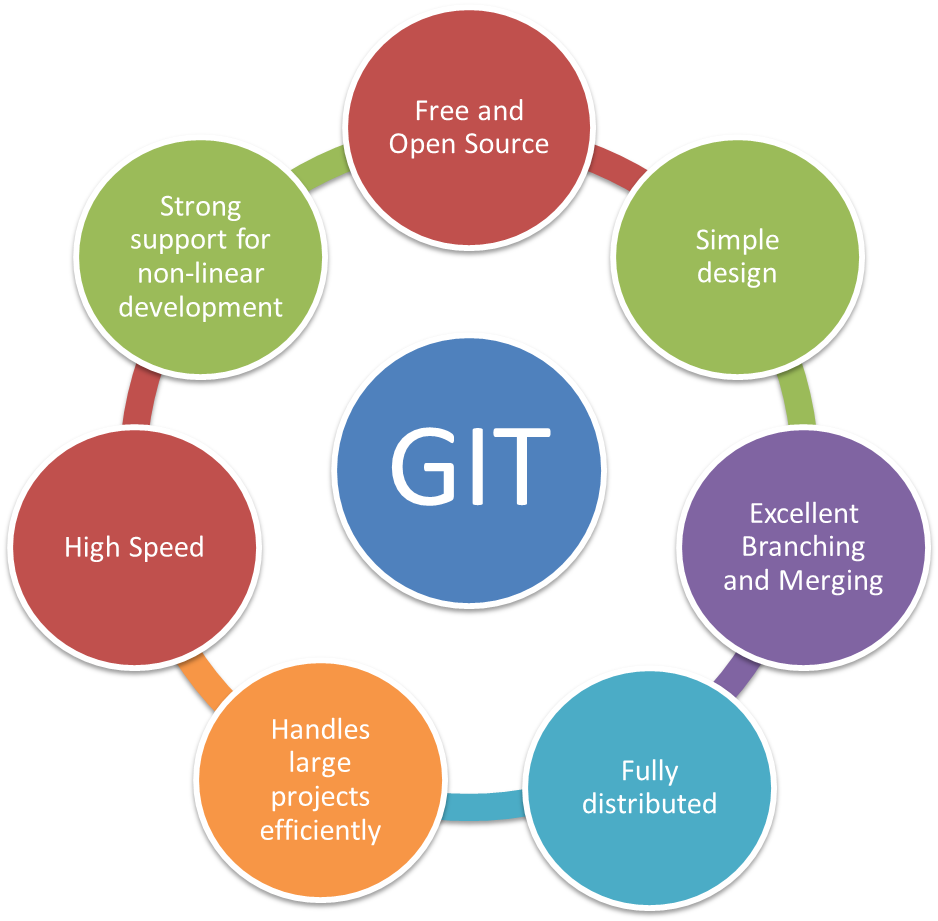 Free and
Open Source
Simple
design
Excellent
Branching
and Merging
Fully
distributed
Handles
large
projects
efficiently
High Speed
Strong
support for
non-linear
development
GIT